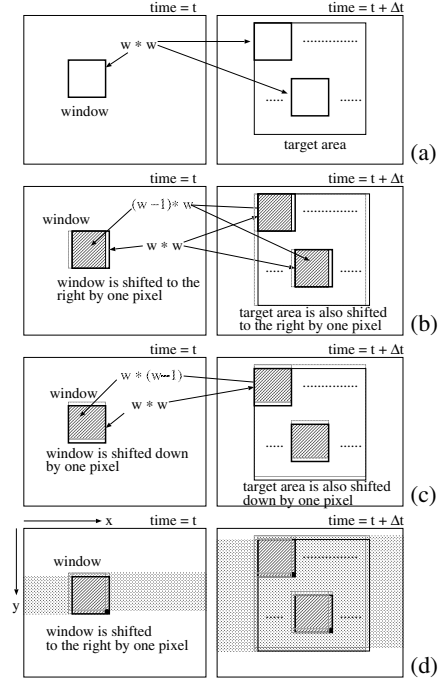 time = t
time = t + Δt
w * w
window
target area
(a)
time = t
time = t + Δt
window
(w −1)* w
w * w
window is shifted to the
right by one pixel
target area is also shifted
to the right by one pixel
(b)
time = t
time = t + Δt
window
w * (w−1)
w * w
window is shifted down
by one pixel
target area is also shifted
down by one pixel
(c)
x
time = t
time = t + Δt
window
y
window is shifted
to the right by one pixel
(d)